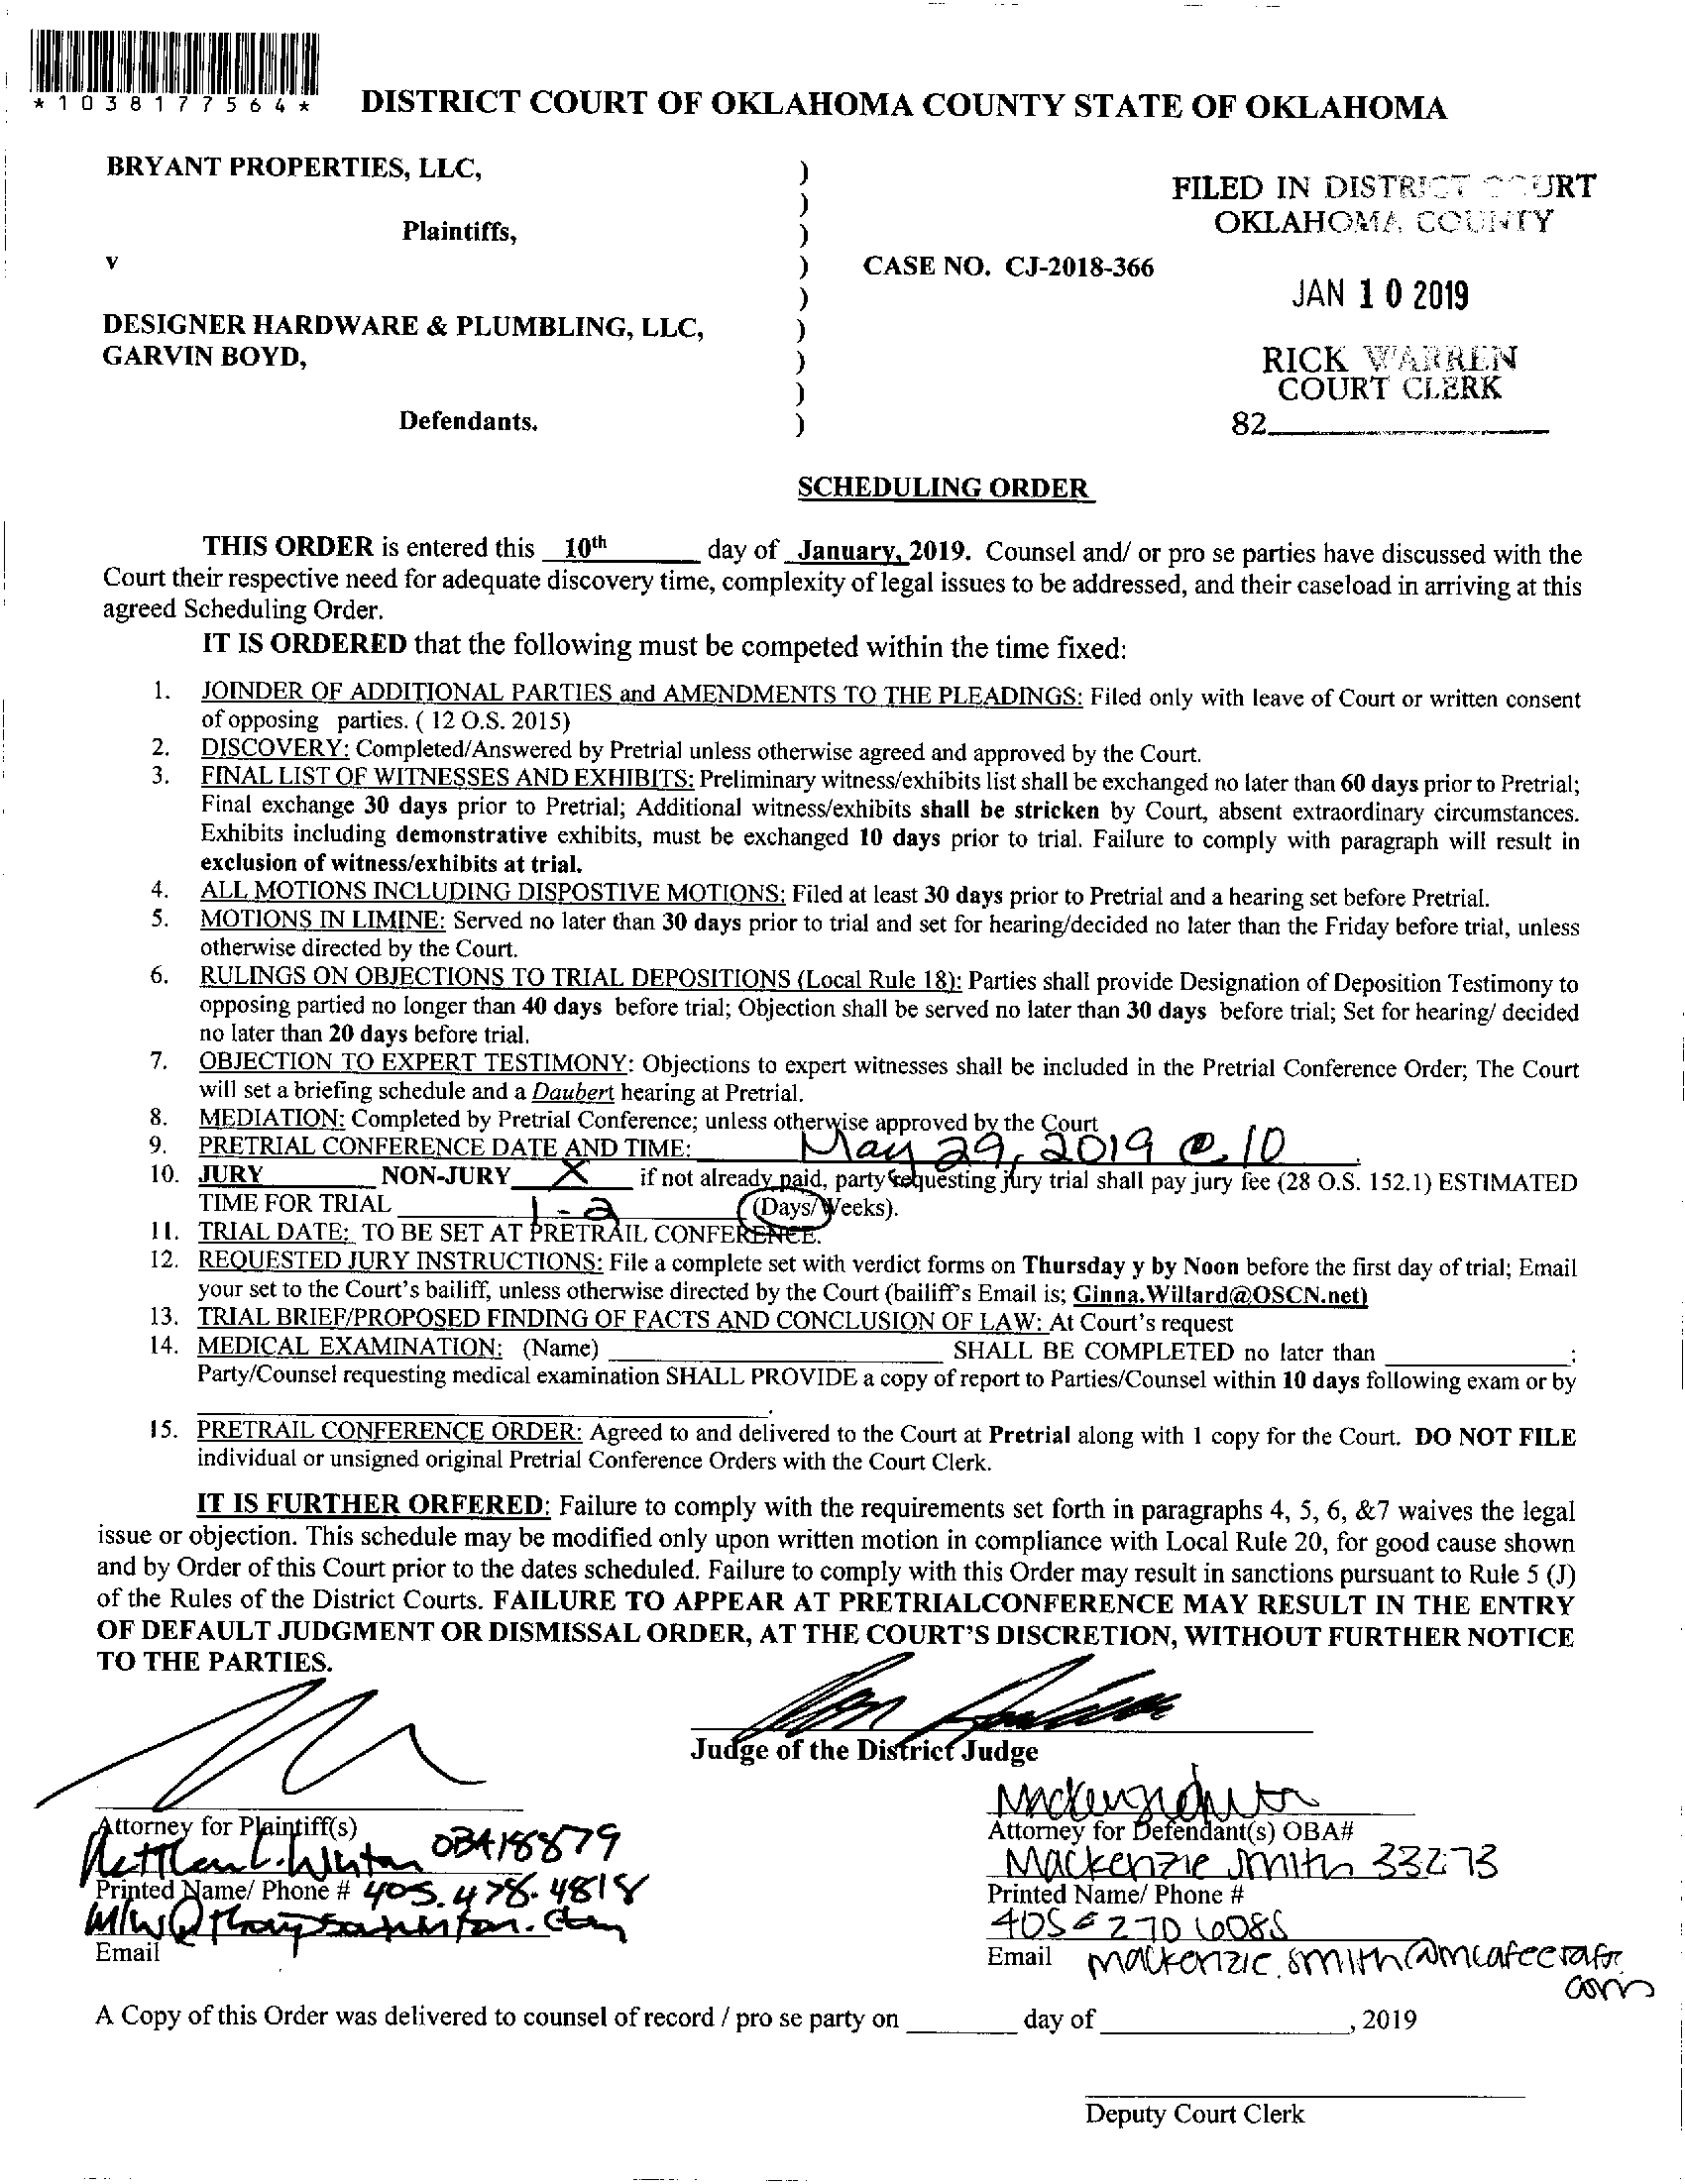 *1038177564*
DISTRICT COURT OF OKLAHOMA COUNTY STATE OF OKLAHOMA
BRYANT PROPERTIES, LLC,
Plaintiffs,
v
CASE NO. CJ-2018-366
DESIGNER HARDWARE & PLUMBLING, LLC,
GARVIN BOYD,
Defendants.
FILED IN DISTRICT COURT
OKLAHOMA COUNTY
JAN 10 2019
RICK WARREN
COURT CLERK
82
SCHEDULING ORDER
THIS ORDER is entered this 10th day of January, 2019. Counsel and/ or pro se parties have discussed with the
Court their respective need for adequate discovery time, complexity of legal issues to be addressed, and their caseload in arriving at this
agreed Scheduling Order.
IT IS ORDERED that the following must be competed within the time fixed:
1. JOINDER OF ADDITIONAL PARTIES and AMENDMENTS TO THE PLEADINGS: Filed only with leave of Court or written consent
of opposing parties. ( 12 O.S. 2015)
2. DISCOVERY: Completed/Answered by Pretrial unless otherwise agreed and approved by the Court.
3. FINAL LIST OF WITNESSES AND EXHIBITS: Preliminary witness/exhibits list shall be exchanged no later than 60 days prior to Pretrial;
Final exchange 30 days prior to Pretrial; Additional witness/exhibits shall be stricken by Court, absent extraordinary circumstances.
Exhibits including demonstrative exhibits, must be exchanged 10 days prior to trial. Failure to comply with paragraph will result in
exclusion of witness/exhibits at trial.
4. ALL MOTIONS INCLUDING DISPOSTIVE MOTIONS: Filed at least 30 days prior to Pretrial and a hearing set before Pretrial.
5. MOTIONS IN LIMINE: Served no later than 30 days prior to trial and set for hearing/decided no later than the Friday before trial, unless
otherwise directed by the Court.
6. RULINGS ON OBJECTIONS TO TRIAL DEPOSITIONS (Local Rule 18): Parties shall provide Designation of Deposition Testimony to
opposing partied no longer than 40 days before trial; Objection shall be served no later than 30 days before trial; Set for hearing/ decided
no later than 20 days before trial.
7. OBJECTION TO EXPERT TESTIMONY: Objections to expert witnesses shall be included in the Pretrial Conference Order; The Court
will set a briefing schedule and a Daubert hearing at Pretrial.
8. MEDIATION: Completed by Pretrial Conference; unless otherwise approved by the Court
9. PRETRIAL CONFERENCE DATE AND TIME: May 29, 2019 @ 10.
10. JURY NON-JURY X if not already paid, party requesting jury trial shall pay jury fee (28 O.S. 152.1) ESTIMATED
TIME FOR TRIAL 1-2 (Days/Weeks).
11. TRIAL DATE: TO BE SET AT PRETRAIL CONFERENCE.
12. REQUESTED JURY INSTRUCTIONS: File a complete set with verdict forms on Thursday y by Noon before the first day of trial; Email
your set to the Court's bailiff, unless otherwise directed by the Court (bailiff's Email is; Ginna.Willard@OSCN.net)
13. TRIAL BRIEF/PROPOSED FINDING OF FACTS AND CONCLUSION OF LAW: At Court's request
14. MEDICAL EXAMINATION: (Name) SHALL BE COMPLETED no later than ;
Party/Counsel requesting medical examination SHALL PROVIDE a copy of report to Parties/Counsel within 10 days following exam or by
.
15. PRETRAIL CONFERENCE ORDER: Agreed to and delivered to the Court at Pretrial along with 1 copy for the Court. DO NOT FILE
individual or unsigned original Pretrial Conference Orders with the Court Clerk.
IT IS FURTHER ORFERED: Failure to comply with the requirements set forth in paragraphs 4, 5, 6, &7 waives the legal
issue or objection. This schedule may be modified only upon written motion in compliance with Local Rule 20, for good cause shown
and by Order of this Court prior to the dates scheduled. Failure to comply with this Order may result in sanctions pursuant to Rule 5 (J)
of the Rules of the District Courts. FAILURE TO APPEAR AT PRETRIALCONFERENCE MAY RESULT IN THE ENTRY
OF DEFAULT JUDGMENT OR DISMISSAL ORDER, AT THE COURT'S DISCRETION, WITHOUT FURTHER NOTICE
TO THE PARTIES.
Judge of the District Judge
Attorney for Plaintiff(s)
OBA18879
Printed Name/ Phone # 405.478.4818
Email
Attorney for Defendant(s) OBA#
Mackenzie Smith 33273
Printed Name/ Phone #
405 270 6085
Email mackenzie.smith@mcafeetaft.
com
A Copy of this Order was delivered to counsel of record / pro se party on day of , 2019
Deputy Court Clerk